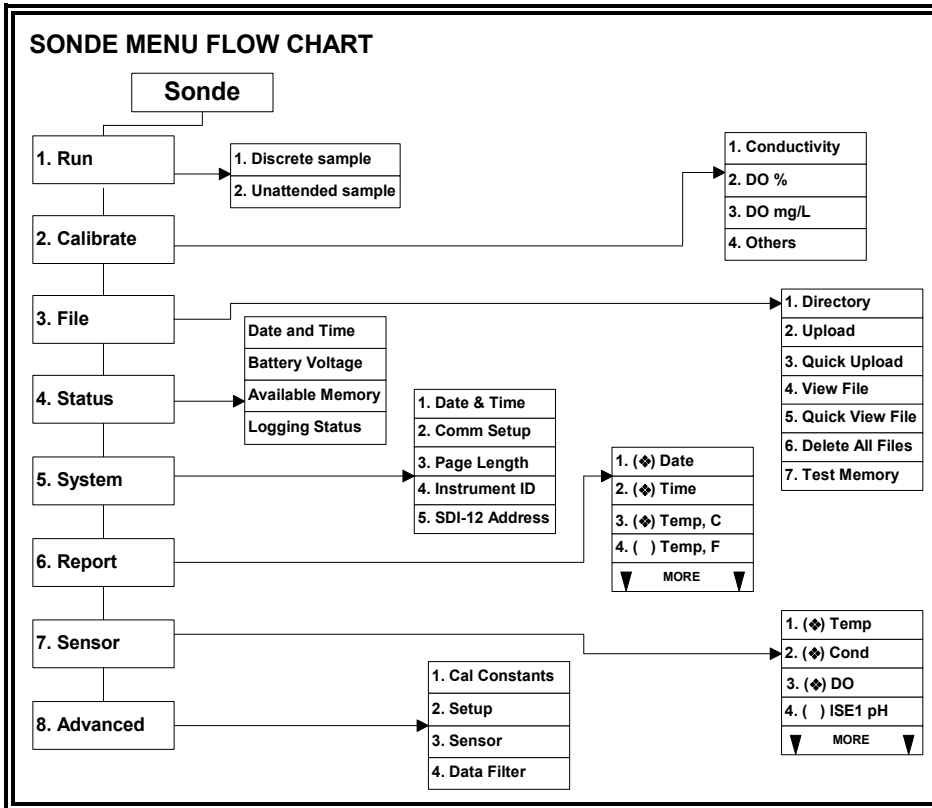 SONDE MENU FLOW CHART
Sonde
1. Run
1. Discrete sample
2. Unattended sample
2. Calibrate
1. Conductivity
2. DO %
3. DO mg/L
4. Others
3. File
1. Directory
2. Upload
3. Quick Upload
4. View File
5. Quick View File
6. Delete All Files
7. Test Memory
4. Status
Date and Time
Battery Voltage
Available Memory
Logging Status
5. System
1. Date & Time
2. Comm Setup
3. Page Length
4. Instrument ID
5. SDI-12 Address
6. Report
1. (❖) Date
2. (❖) Time
3. (❖) Temp, C
4. ( ) Temp, F
MORE
7. Sensor
1. (❖) Temp
2. (❖) Cond
3. (❖) DO
4. ( ) ISE1 pH
MORE
8. Advanced
1. Cal Constants
2. Setup
3. Sensor
4. Data Filter